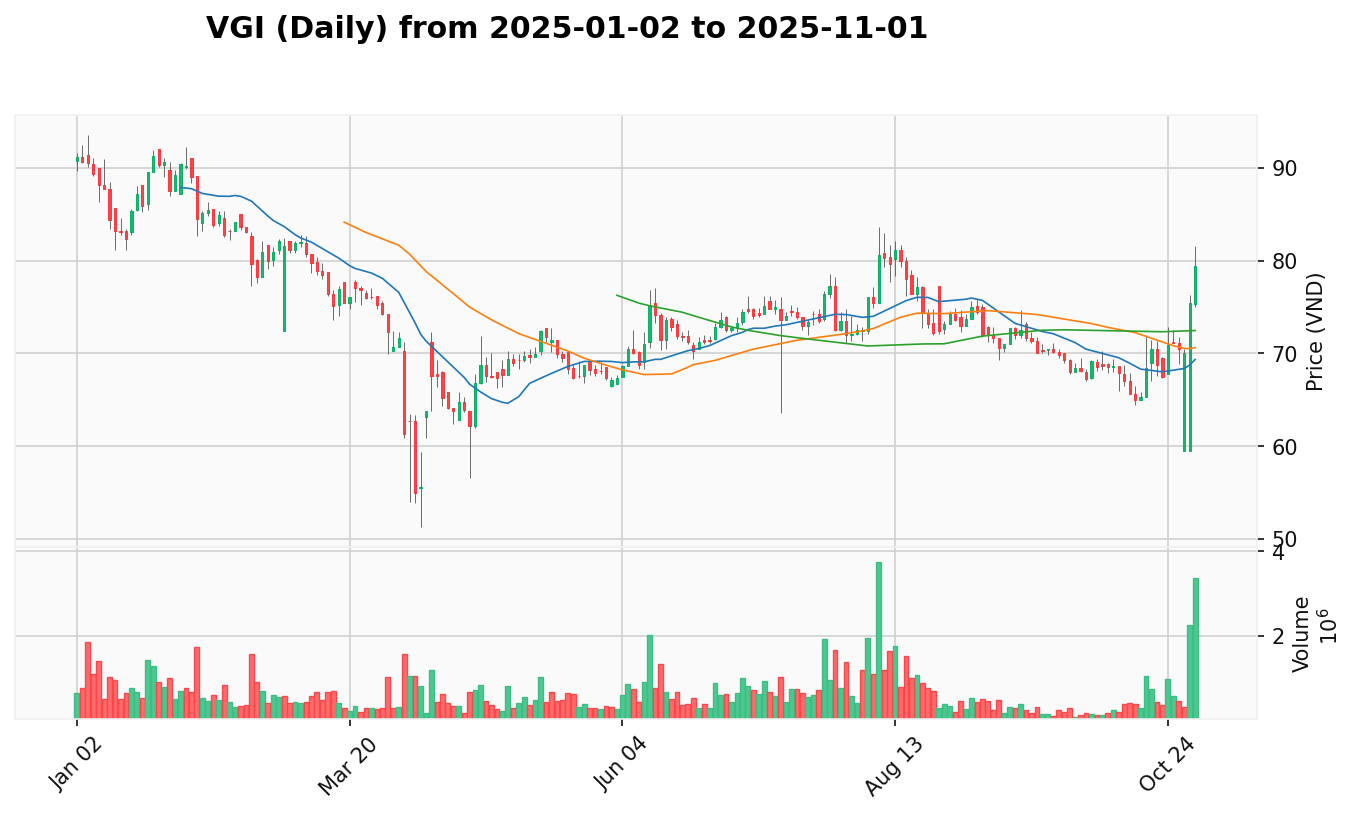 VGI (Daily) from 2025-01-02 to 2025-11-01
90
80
70
60
50
Price (VND)
4
2
Volume
10^6
Jan 02
Mar 20
Jun 04
Aug 13
Oct 24